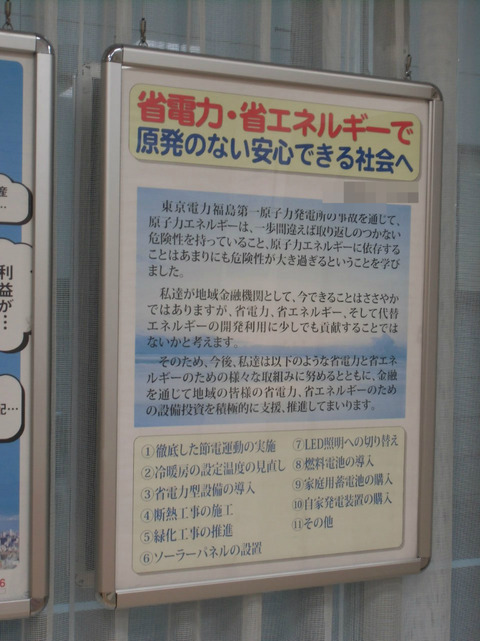 省電力・省エネルギーで
原発のない安心できる社会へ
東京電力福島第一原子力発電所の事故を通じて、
原子力エネルギーは、一歩間違えば取り返しのつかない
危険性を持っていること、原子力エネルギーに依存する
ことはあまりにも危険性が大き過ぎるということを学び
ました。
私達が地域金融機関として、今できることはささやか
ではありますが、省電力、省エネルギー、そして代替
エネルギーの開発利用に少しでも貢献することでは
ないかと考えます。
そのため、今後、私達は以下のような省電力と省エネ
ルギーのための様々な取組みに努めるとともに、金融
を通じて地域の皆様の省電力、省エネルギーのため
の設備投資を積極的に支援、推進してまいります。
①徹底した節電運動の実施
②冷暖房の設定温度の見直し
③省電力型設備の導入
④断熱工事の施工
⑤緑化工事の推進
⑥ソーラーパネルの設置
⑦LED照明への切り替え
⑧燃料電池の導入
⑨家庭用蓄電池の購入
⑩自家発電装置の購入
⑪その他
産
…
利
益
が…
記…
6